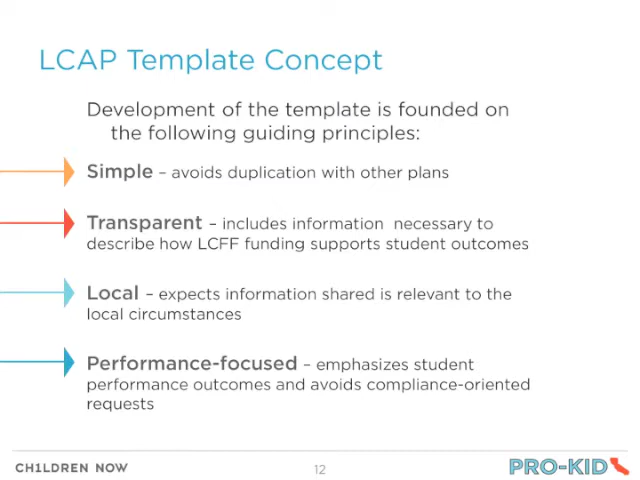 LCAP Template Concept
Development of the template is founded on
the following guiding principles:
Simple – avoids duplication with other plans
Transparent – includes information necessary to
describe how LCFF funding supports student outcomes
Local – expects information shared is relevant to the
local circumstances
Performance-focused – emphasizes student
performance outcomes and avoids compliance-oriented
requests
CH1LDREN NOW
12
PRO-KID